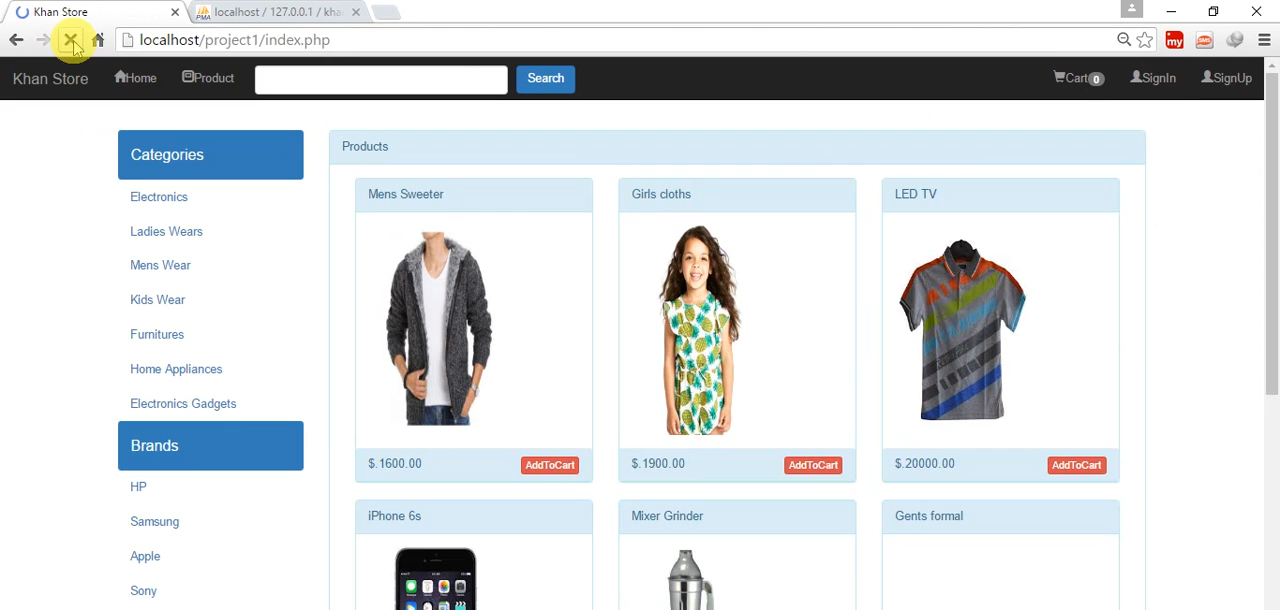 Khan Store
localhost / 127.0.0.1 / kha
localhost/project1/index.php
Khan Store Home Product Search Cart 0 SignIn SignUp
Categories
Electronics
Ladies Wears
Mens Wear
Kids Wear
Furnitures
Home Appliances
Electronics Gadgets
Brands
HP
Samsung
Apple
Sony
Products
Mens Sweeter
Girls cloths
LED TV
$.1600.00 AddToCart
$.1900.00 AddToCart
$.20000.00 AddToCart
iPhone 6s
Mixer Grinder
Gents formal